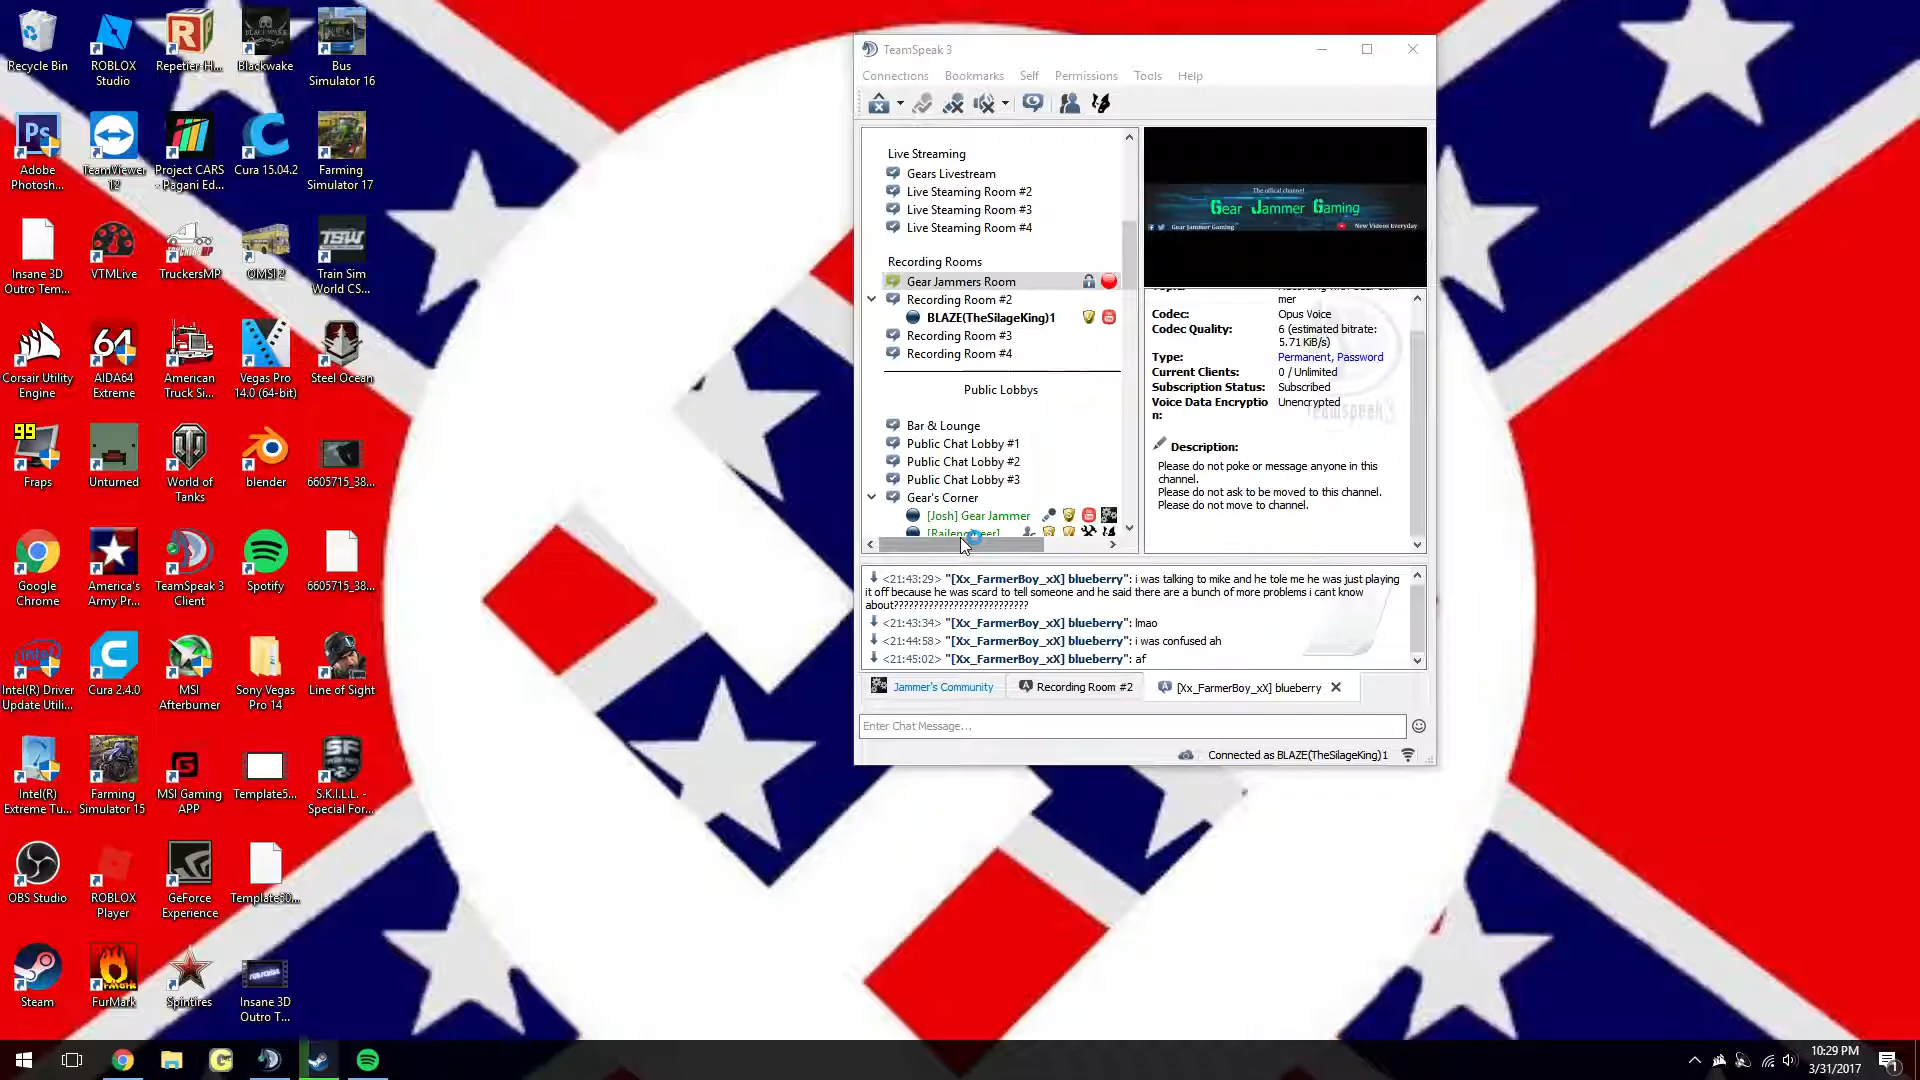 Recycle Bin
ROBLOX Studio
Repetier-H...
Blackwake
Bus Simulator 16
Adobe Photosh...
TeamViewer 12
Project CARS - Pagani Ed...
Cura 15.04.2
Farming Simulator 17
Insane 3D Outro Tem...
VTMLive
TruckersMP
OMSI 2
Train Sim World CS...
Corsair Utility Engine
AIDA64 Extreme
American Truck Si...
Vegas Pro 14.0 (64-bit)
Steel Ocean
Fraps
Unturned
World of Tanks
blender
6605715_38...
Google Chrome
America's Army Pr...
TeamSpeak 3 Client
Spotify
6605715_38...
Intel(R) Driver Update Utili...
Cura 2.4.0
MSI Afterburner
Sony Vegas Pro 14
Line of Sight
Intel(R) Extreme Tu...
Farming Simulator 15
MSI Gaming APP
Template5...
S.K.I.L.L. - Special For...
OBS Studio
ROBLOX Player
GeForce Experience
Steam
FurMark
Spintires
Insane 3D Outro T...
TeamSpeak 3
Connections Bookmarks Self Permissions Tools Help
Live Streaming
Gears Livestream
Live Steaming Room #2
Live Steaming Room #3
Live Steaming Room #4
Recording Rooms
Gear Jammers Room
Recording Room #2
BLAZE(TheSilageKing)1
Recording Room #3
Recording Room #4
Public Lobbys
Bar & Lounge
Public Chat Lobby #1
Public Chat Lobby #2
Public Chat Lobby #3
Gear's Corner
[Josh] Gear Jammer
The offical channel
Gear Jammer Gaming
Gear Jammer Gaming
New Videos Everyday
mer
Codec: Opus Voice
Codec Quality: 6 (estimated bitrate:
5.71 KiB/s)
Type: Permanent, Password
Current Clients: 0 / Unlimited
Subscription Status: Subscribed
Voice Data Encryptio Unencrypted
n:
Teamspeak 3
Description:
Please do not poke or message anyone in this
channel.
Please do not ask to be moved to this channel.
Please do not move to channel.
<21:43:29> "[Xx_FarmerBoy_xX] blueberry": i was talking to mike and he tole me he was just playing
it off because he was scard to tell someone and he said there are a bunch of more problems i cant know
about???????????????????????????
<21:43:34> "[Xx_FarmerBoy_xX] blueberry": lmao
<21:44:58> "[Xx_FarmerBoy_xX] blueberry": i was confused ah
<21:45:02> "[Xx_FarmerBoy_xX] blueberry": af
Jammer's Community
Recording Room #2
[Xx_FarmerBoy_xX] blueberry
Enter Chat Message...
Connected as BLAZE(TheSilageKing)1
10:29 PM
3/31/2017